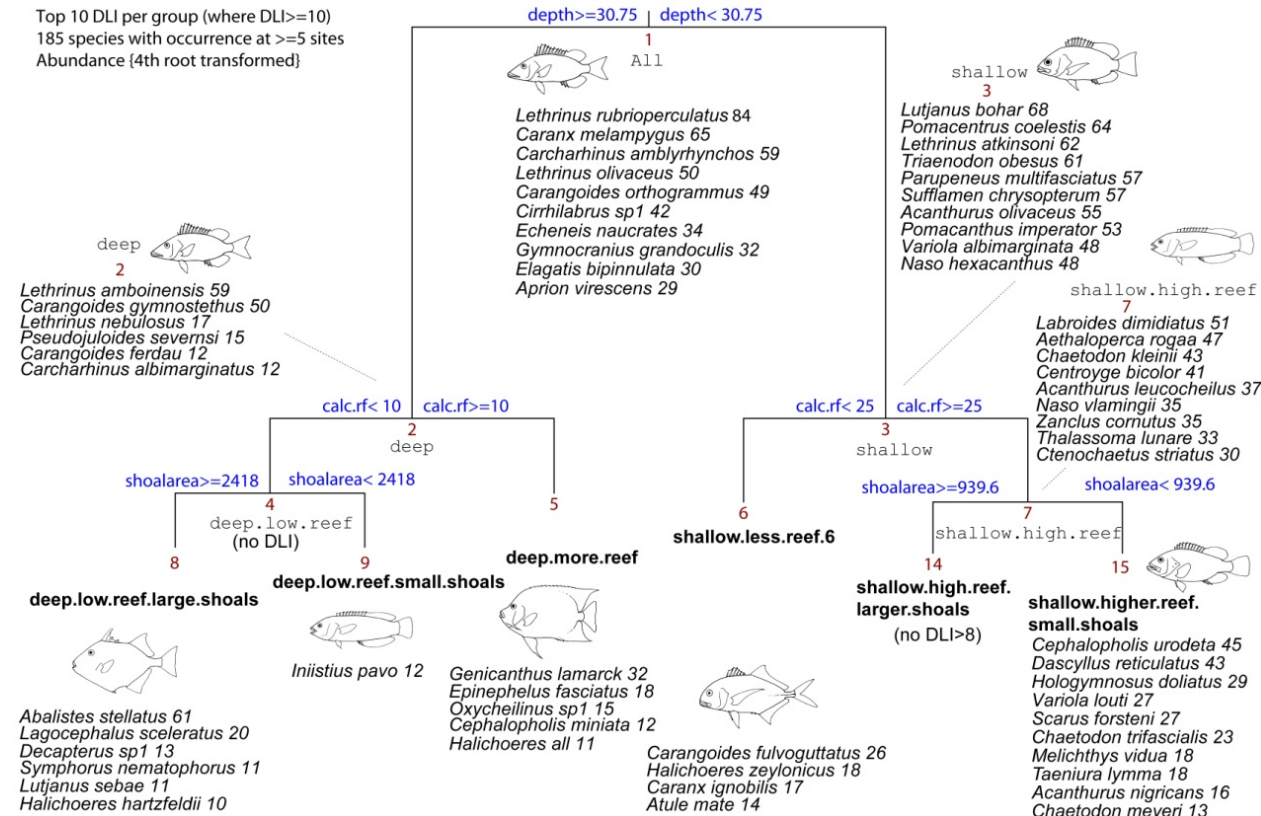 Top 10 DLI per group (where DLI>=10)
185 species with occurrence at >=5 sites
Abundance {4th root transformed}
depth>=30.75
depth< 30.75
1
All
Lethrinus rubrioperculatus 84
Caranx melampygus 65
Carcharhinus amblyrhynchos 59
Lethrinus olivaceus 50
Carangoides orthogrammus 49
Cirrhilabrus sp1 42
Echeneis naucrates 34
Gymnocranius grandoculis 32
Elagatis bipinnulata 30
Aprion virescens 29
shallow
3
Lutjanus bohar 68
Pomacentrus coelestis 64
Lethrinus atkinsoni 62
Triaenodon obesus 61
Parupeneus multifasciatus 57
Sufflamen chrysopterum 57
Acanthurus olivaceus 55
Pomacanthus imperator 53
Variola albimarginata 48
Naso hexacanthus 48
deep
2
Lethrinus amboinensis 59
Carangoides gymnostethus 50
Lethrinus nebulosus 17
Pseudojuloides severnsi 15
Carangoides ferdau 12
Carcharhinus albimarginatus 12
shallow.high.reef
7
Labroides dimidiatus 51
Aethaloperca rogaa 47
Chaetodon kleinii 43
Centroyge bicolor 41
Acanthurus leucocheilus 37
Naso vlamingii 35
Zanclus cornutus 35
Thalassoma lunare 33
Ctenochaetus striatus 30
calc.rf< 10
calc.rf>=10
2
deep
calc.rf< 25
calc.rf>=25
3
shallow
shoalarea>=2418
shoalarea< 2418
4
deep.low.reef
(no DLI)
5
deep.more.reef
6
shallow.less.reef.6
shoalarea>=939.6
shoalarea< 939.6
7
shallow.high.reef
8
deep.low.reef.large.shoals
9
deep.low.reef.small.shoals
14
shallow.high.reef.
larger.shoals
(no DLI>8)
15
shallow.higher.reef.
small.shoals
Abalistes stellatus 61
Lagocephalus sceleratus 20
Decapterus sp1 13
Symphorus nematophorus 11
Lutjanus sebae 11
Halichoeres hartzfeldii 10
Iniistius pavo 12
Genicanthus lamarck 32
Epinephelus fasciatus 18
Oxycheilinus sp1 15
Cephalopholis miniata 12
Halichoeres all 11
Carangoides fulvoguttatus 26
Halichoeres zeylonicus 18
Caranx ignobilis 17
Atule mate 14
Cephalopholis urodeta 45
Dascyllus reticulatus 43
Hologymnosus doliatus 29
Variola louti 27
Scarus forsteni 27
Chaetodon trifascialis 23
Melichthys vidua 18
Taeniura lymma 18
Acanthurus nigricans 16
Chaetodon meyeri 13